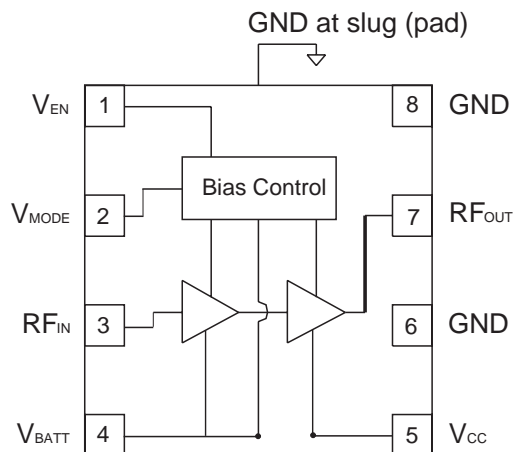 GND at slug (pad)
VEN 1 8 GND
Bias Control
VMODE 2 7 RFOUT
RFIN 3 6 GND
VBATT 4 5 VCC